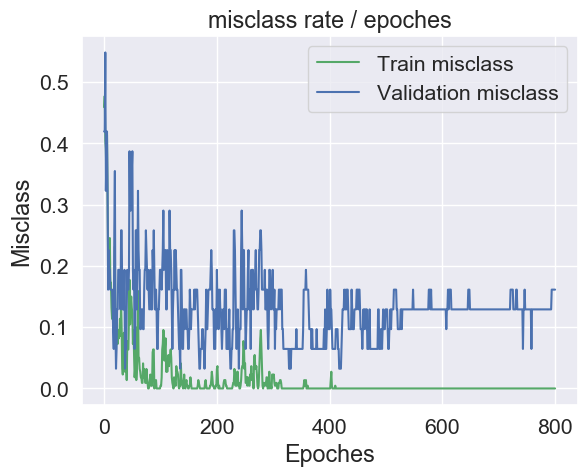 misclass rate / epoches
Train misclass
Validation misclass
Misclass
0.5
0.4
0.3
0.2
0.1
0.0
0 200 400 600 800
Epoches